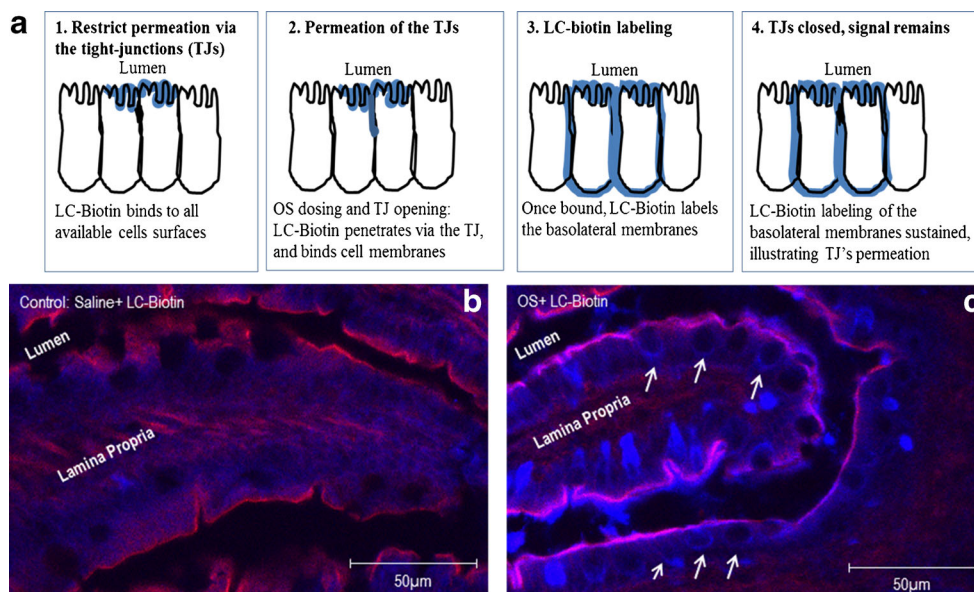 a
1. Restrict permeation via
the tight-junctions (TJs)
Lumen
LC-Biotin binds to all
available cells surfaces
2. Permeation of the TJs
Lumen
OS dosing and TJ opening:
LC-Biotin penetrates via the TJ,
and binds cell membranes
3. LC-biotin labeling
Lumen
Once bound, LC-Biotin labels
the basolateral membranes
4. TJs closed, signal remains
Lumen
LC-Biotin labeling of the
basolateral membranes sustained,
illustrating TJ's permeation
Control: Saline+ LC-Biotin
b
Lumen
Lamina Propria
50μm
OS+ LC-Biotin
c
Lumen
Lamina Propria
50μm